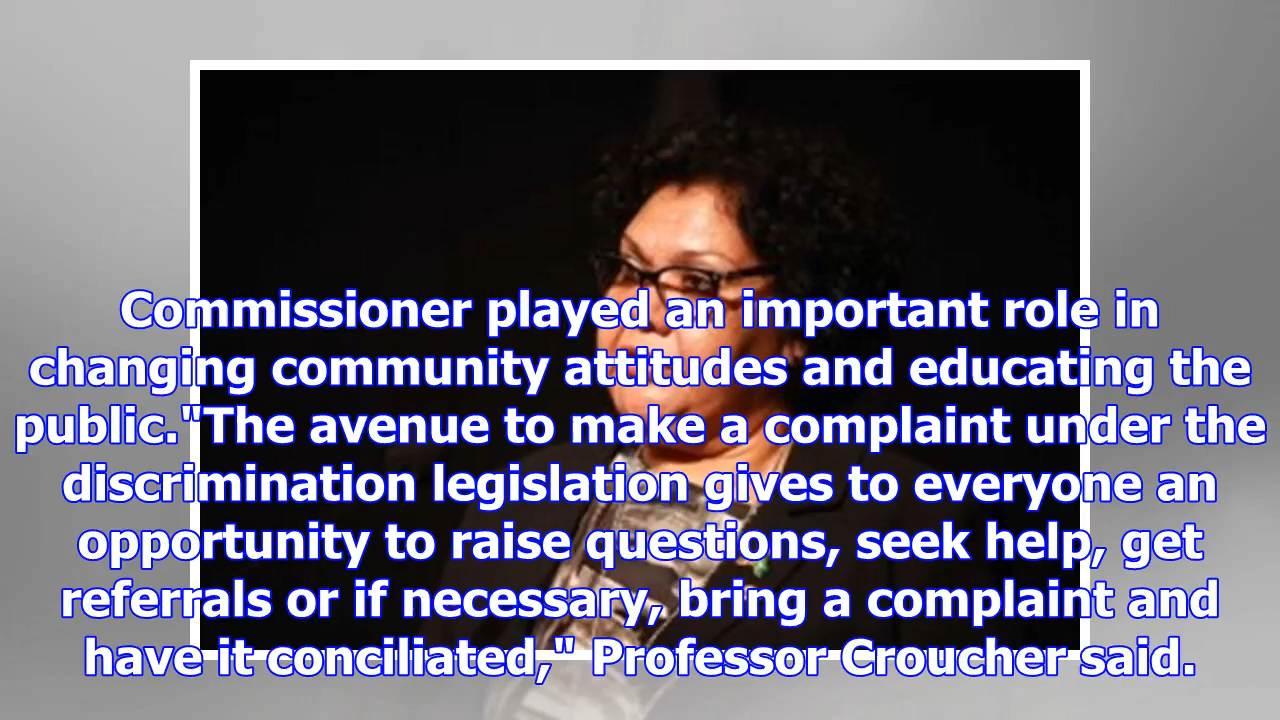 Commissioner played an important role in
changing community attitudes and educating the
public."The avenue to make a complaint under the
discrimination legislation gives to everyone an
opportunity to raise questions, seek help, get
referrals or if necessary, bring a complaint and
have it conciliated," Professor Croucher said.